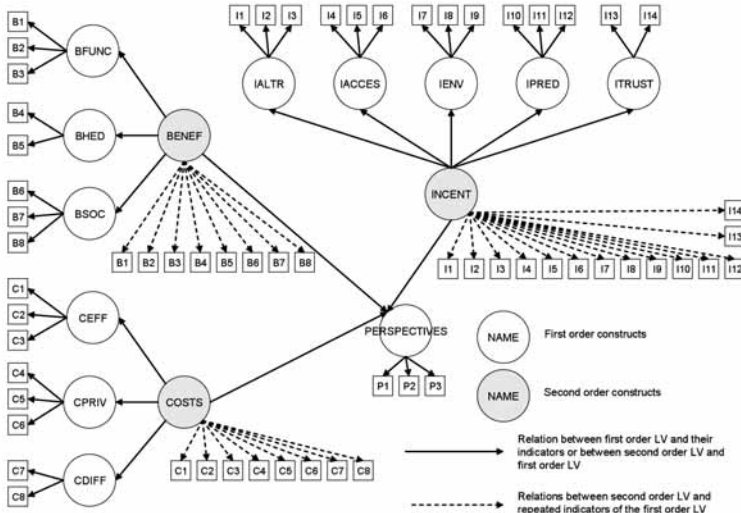 I1 I2 I3 I4 I5 I6 I7 I8 I9 I10 I11 I12 I13 I14
B1
B2
B3
BFUNC
IALTR IACCES IENV IPRED ITRUST
B4
B5
BHED
BENEF
B6
B7
B8
BSOC
INCENT
I14
I13
B1 B2 B3 B4 B5 B6 B7 B8
I1 I2 I3 I4 I5 I6 I7 I8 I9 I10 I11 I12
C1
C2
C3
CEFF
PERSPECTIVES
NAME First order constructs
P1 P2 P3
C4
C5
C6
CPRIV
COSTS
NAME Second order constructs
C7
C8
CDIFF
C1 C2 C3 C4 C5 C6 C7 C8
Relation between first order LV and their
indicators or between second order LV and
first order LV
Relations between second order LV and
repeated indicators of the first order LV